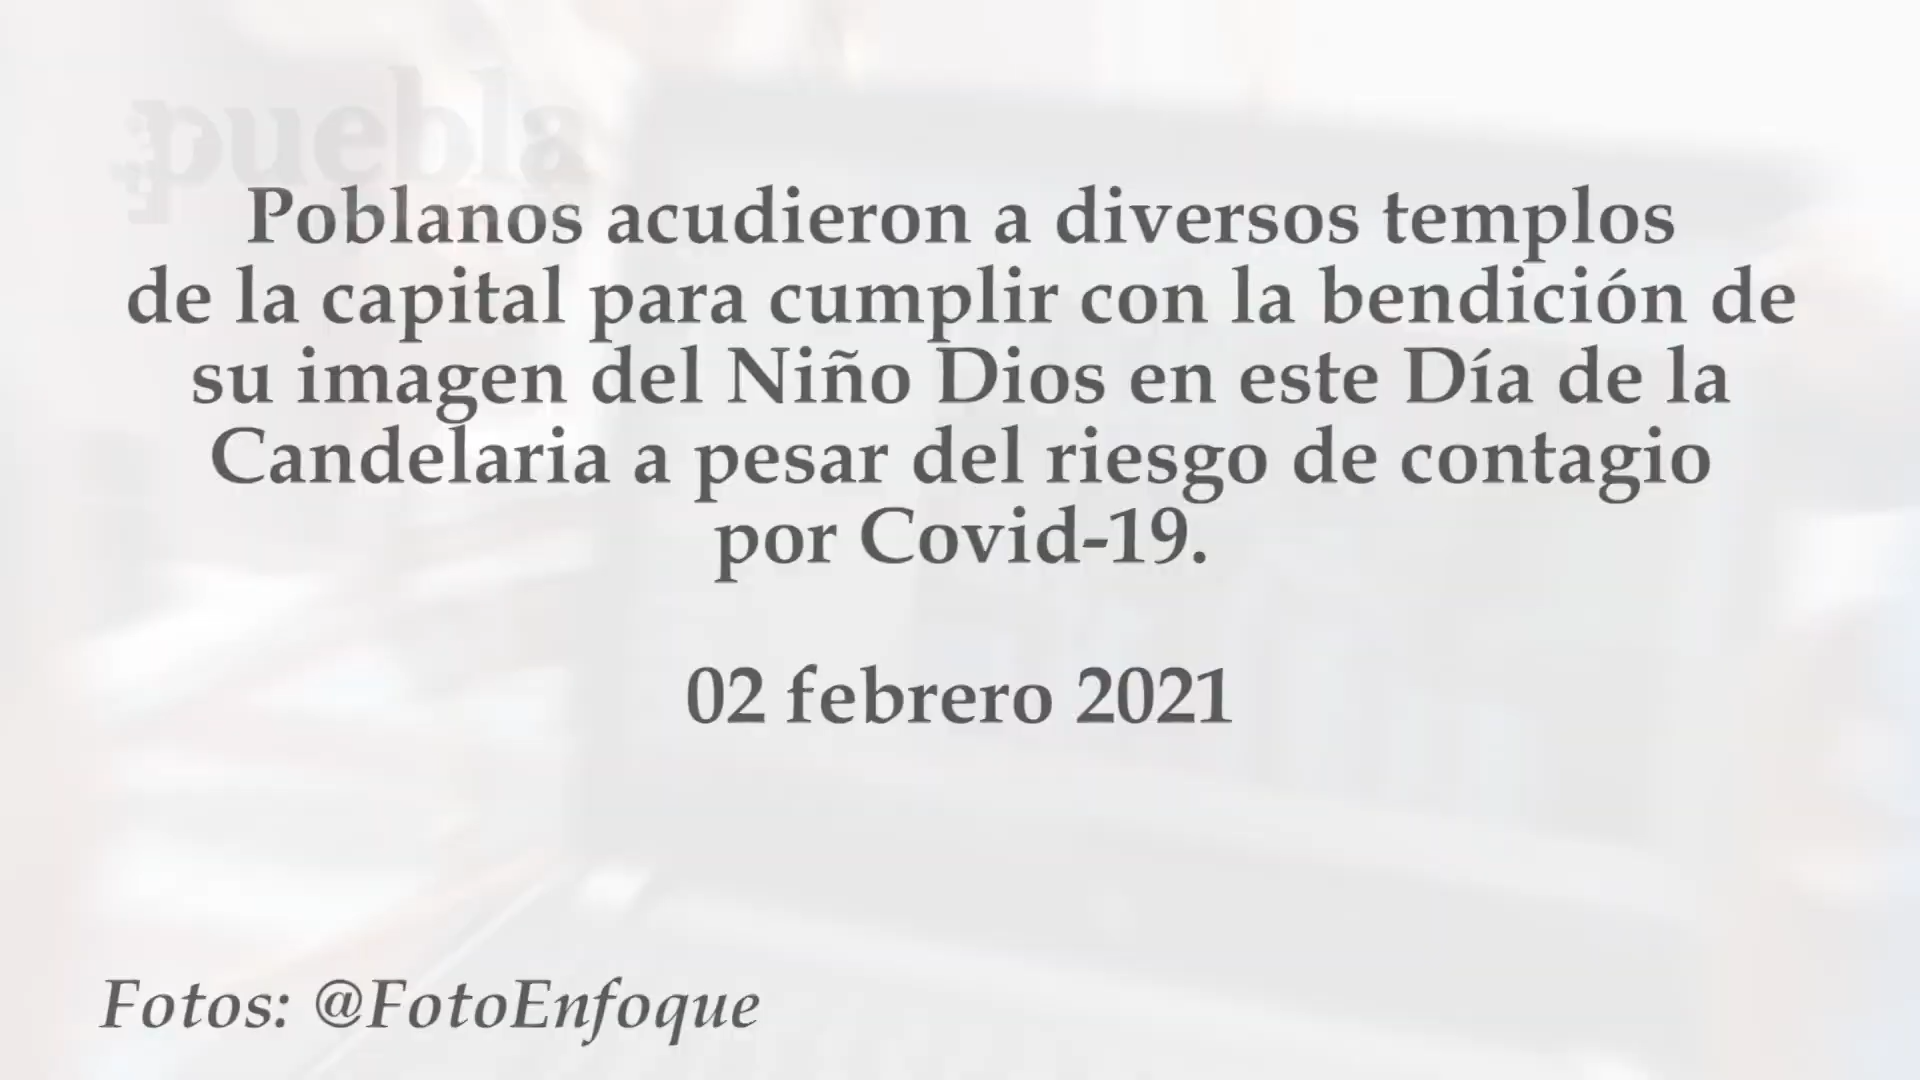 puebla
Poblanos acudieron a diversos templos
de la capital para cumplir con la bendición de
su imagen del Niño Dios en este Día de la
Candelaria a pesar del riesgo de contagio
por Covid-19.
02 febrero 2021
Fotos: @FotoEnfoque